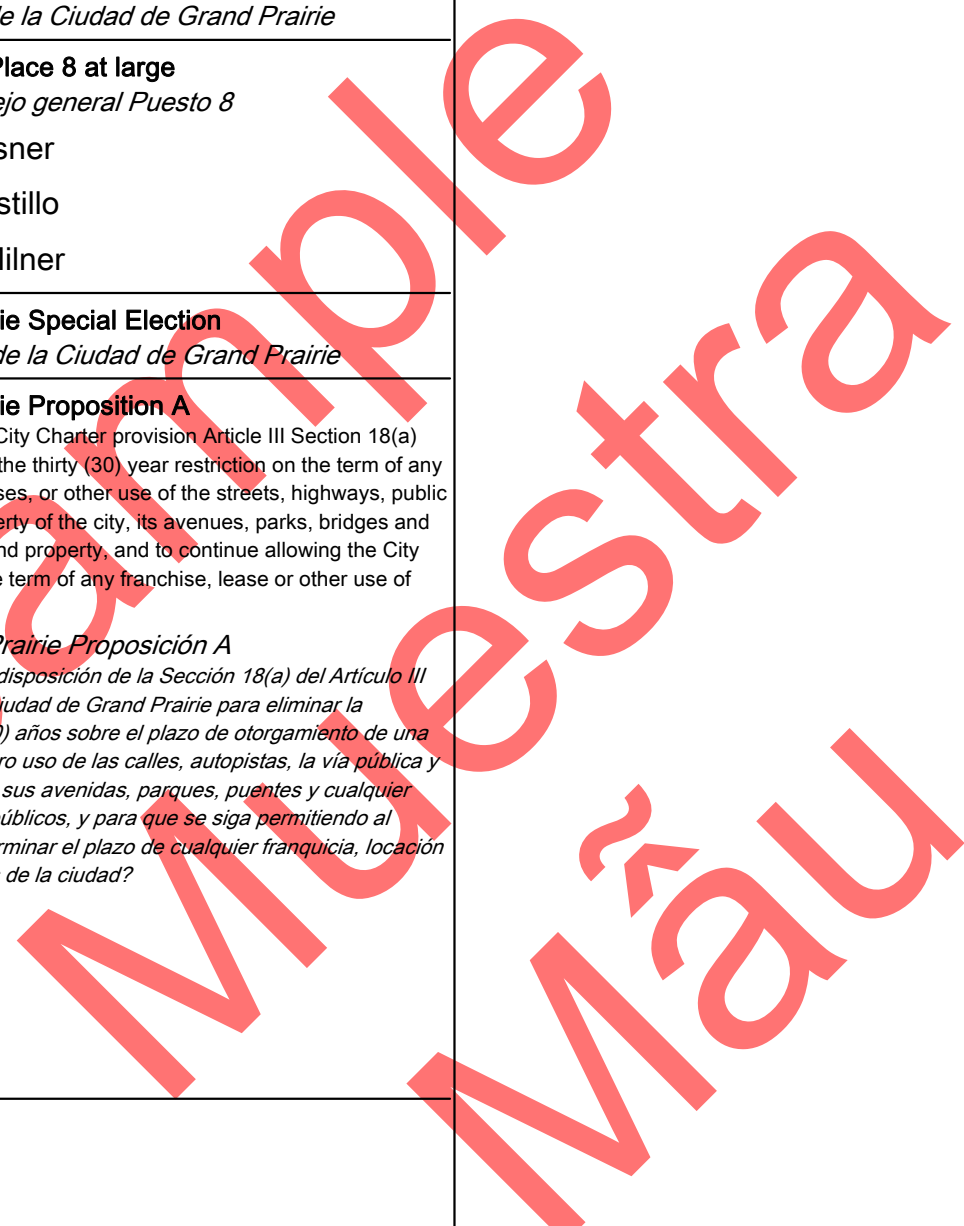 de la Ciudad de Grand Prairie
Place 8 at large
ejo general Puesto 8
sner
stillo
Milner
rie Special Election
de la Ciudad de Grand Prairie
rie Proposition A
City Charter provision Article III Section 18(a)
the thirty (30) year restriction on the term of any
ses, or other use of the streets, highways, public
erty of the city, its avenues, parks, bridges and
nd property, and to continue allowing the City
e term of any franchise, lease or other use of
Prairie Proposición A
disposición de la Sección 18(a) del Artículo III
iudad de Grand Prairie para eliminar la
0) años sobre el plazo de otorgamiento de una
ro uso de las calles, autopistas, la vía pública y
sus avenidas, parques, puentes y cualquier
públicos, y para que se siga permitiendo al
rminar el plazo de cualquier franquicia, locación
de la ciudad?
ample
Muestra
Mẫu